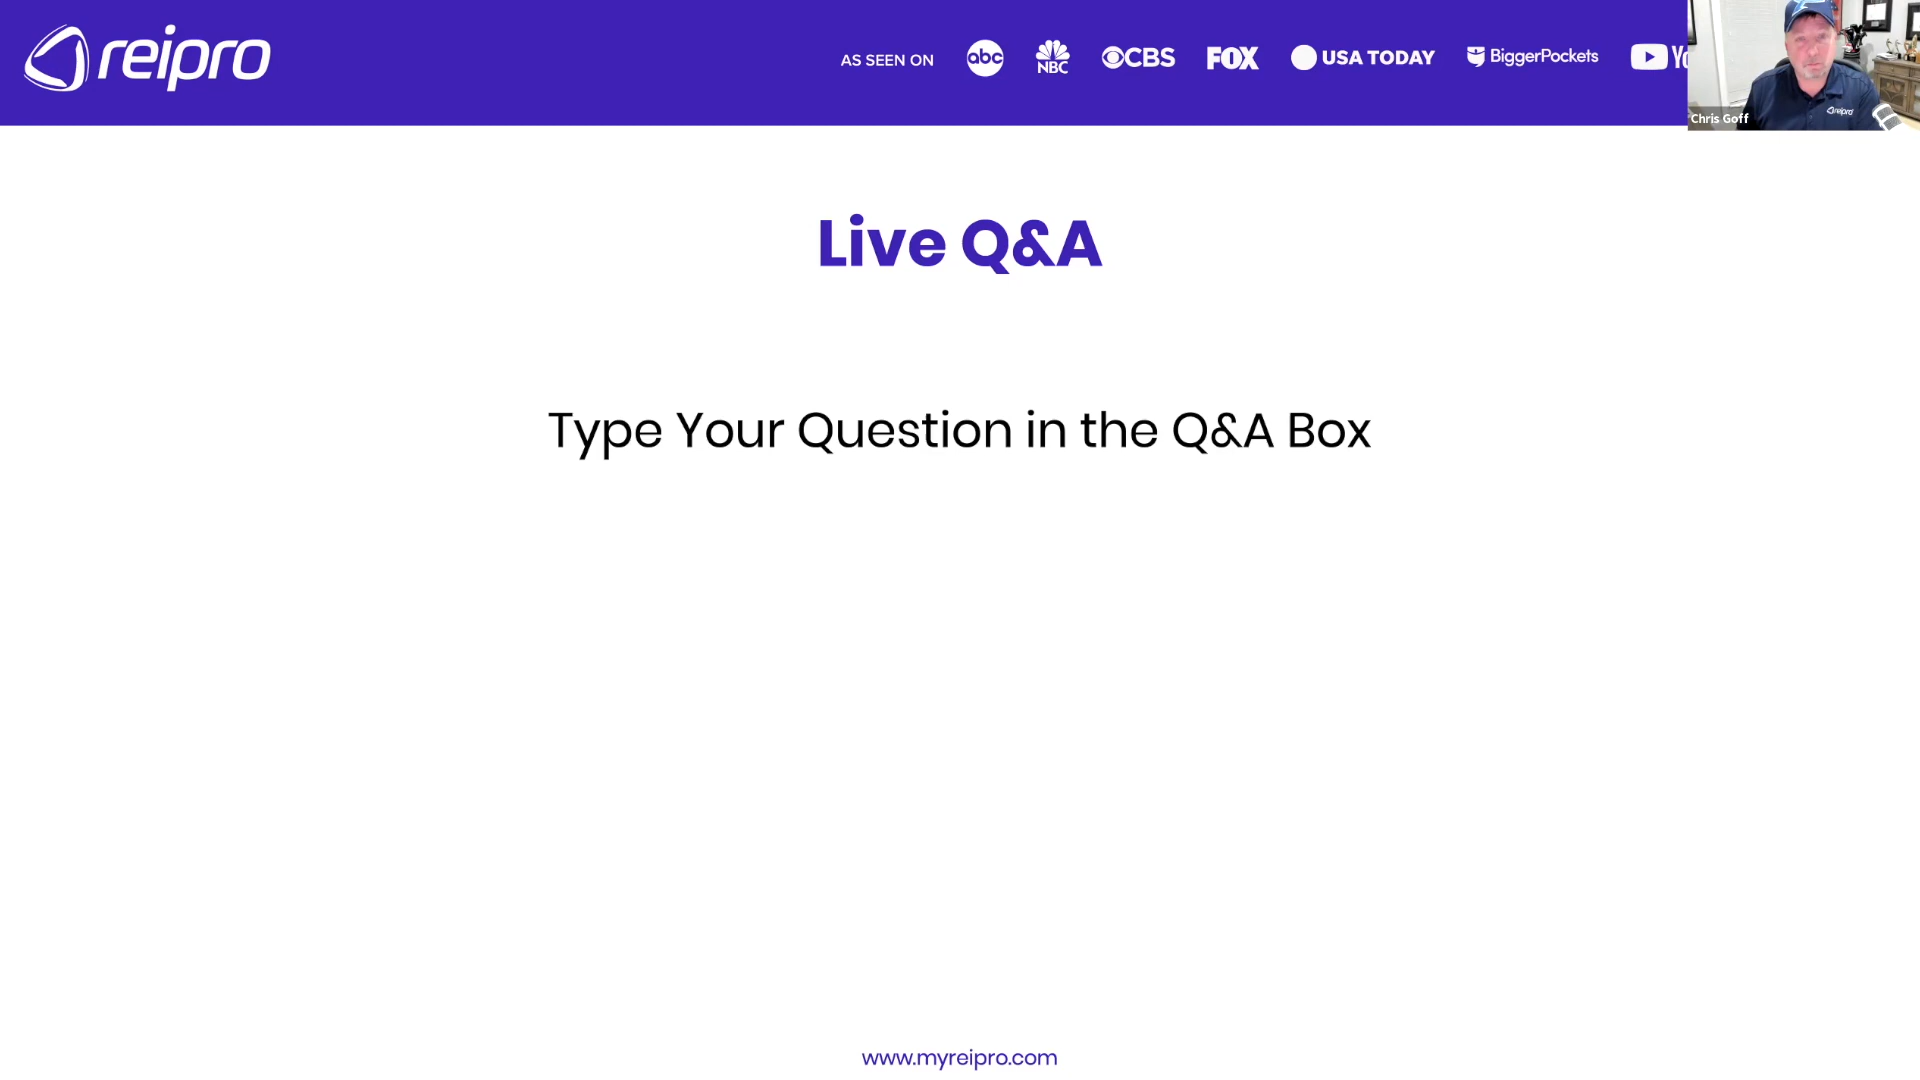 reipro
AS SEEN ON
abc
NBC
CBS
FOX
USA TODAY
BiggerPockets
Chris Goff
reipro
Live Q&A
Type Your Question in the Q&A Box
www.myreipro.com